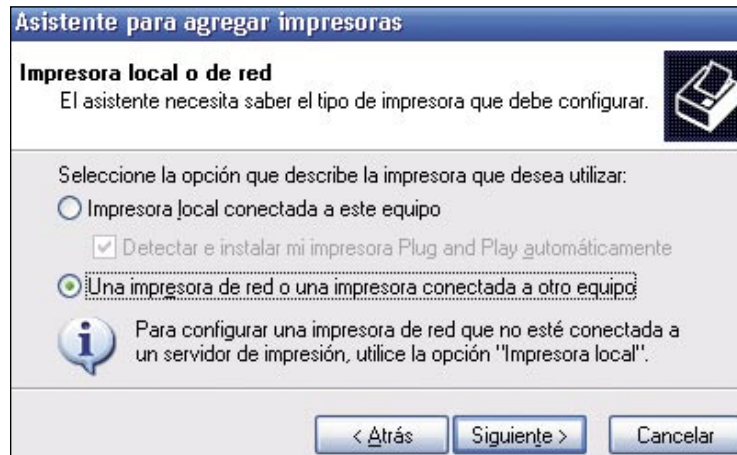 Asistente para agregar impresoras
Impresora local o de red
El asistente necesita saber el tipo de impresora que debe configurar.
Seleccione la opción que describe la impresora que desea utilizar:
Impresora local conectada a este equipo
Detectar e instalar mi impresora Plug and Play automáticamente
Una impresora de red o una impresora conectada a otro equipo
Para configurar una impresora de red que no esté conectada a
un servidor de impresión, utilice la opción "Impresora local".
< Atrás
Siguiente >
Cancelar